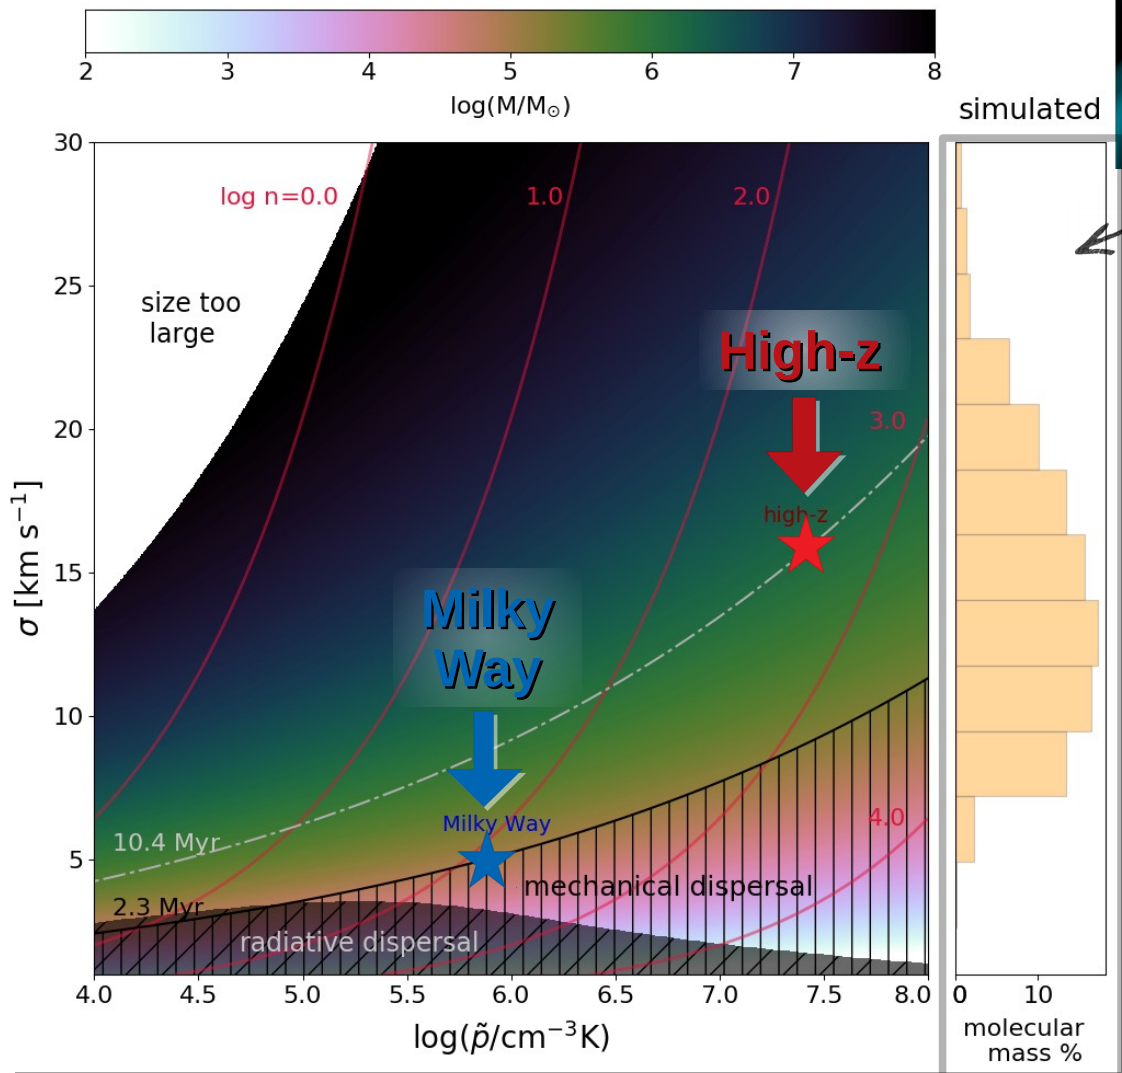 2 3 4 5 6 7 8
log(M/M☉)
simulated
30
25
20
15
10
5
σ [km s⁻¹]
log n=0.0
1.0
2.0
3.0
4.0
size too
large
High-z
high-z
Milky
Way
Milky Way
10.4 Myr
2.3 Myr
mechanical dispersal
radiative dispersal
4.0 4.5 5.0 5.5 6.0 6.5 7.0 7.5 8.0
log(p̃/cm⁻³K)
0 10
molecular
mass %